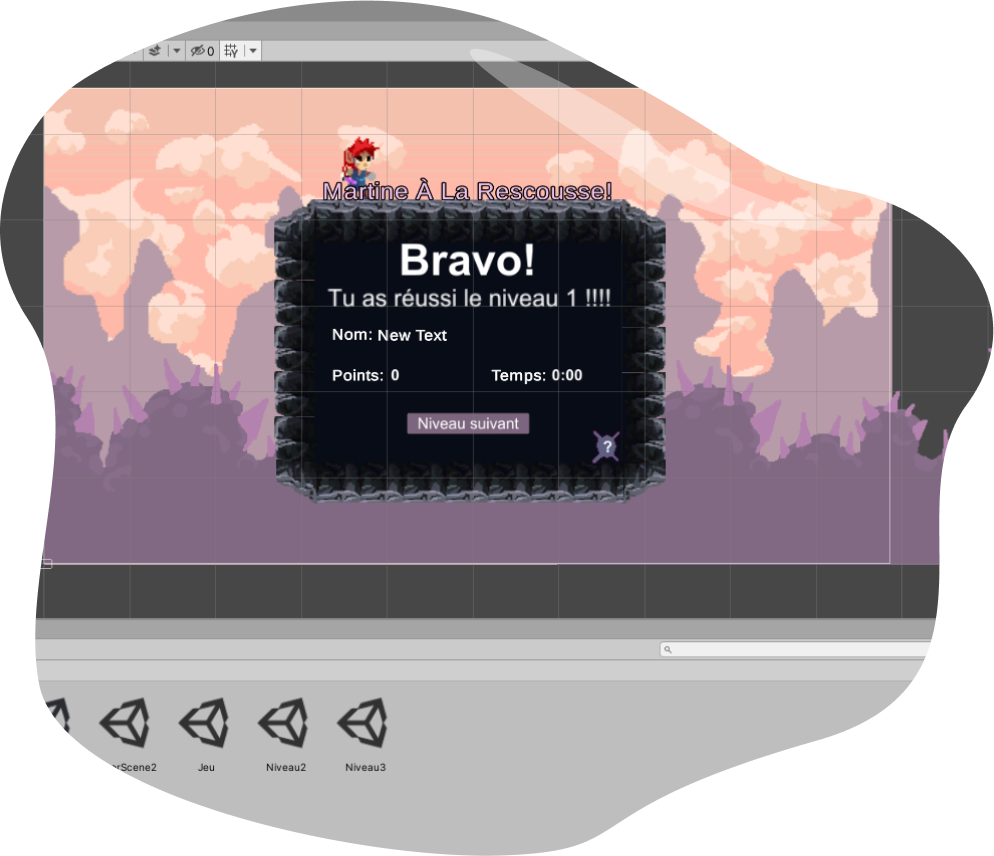 0
Martine À La Rescousse!
Bravo!
Tu as réussi le niveau 1 !!!!
Nom: New Text
Points: 0 Temps: 0:00
Niveau suivant
?
rScene2 Jeu Niveau2 Niveau3